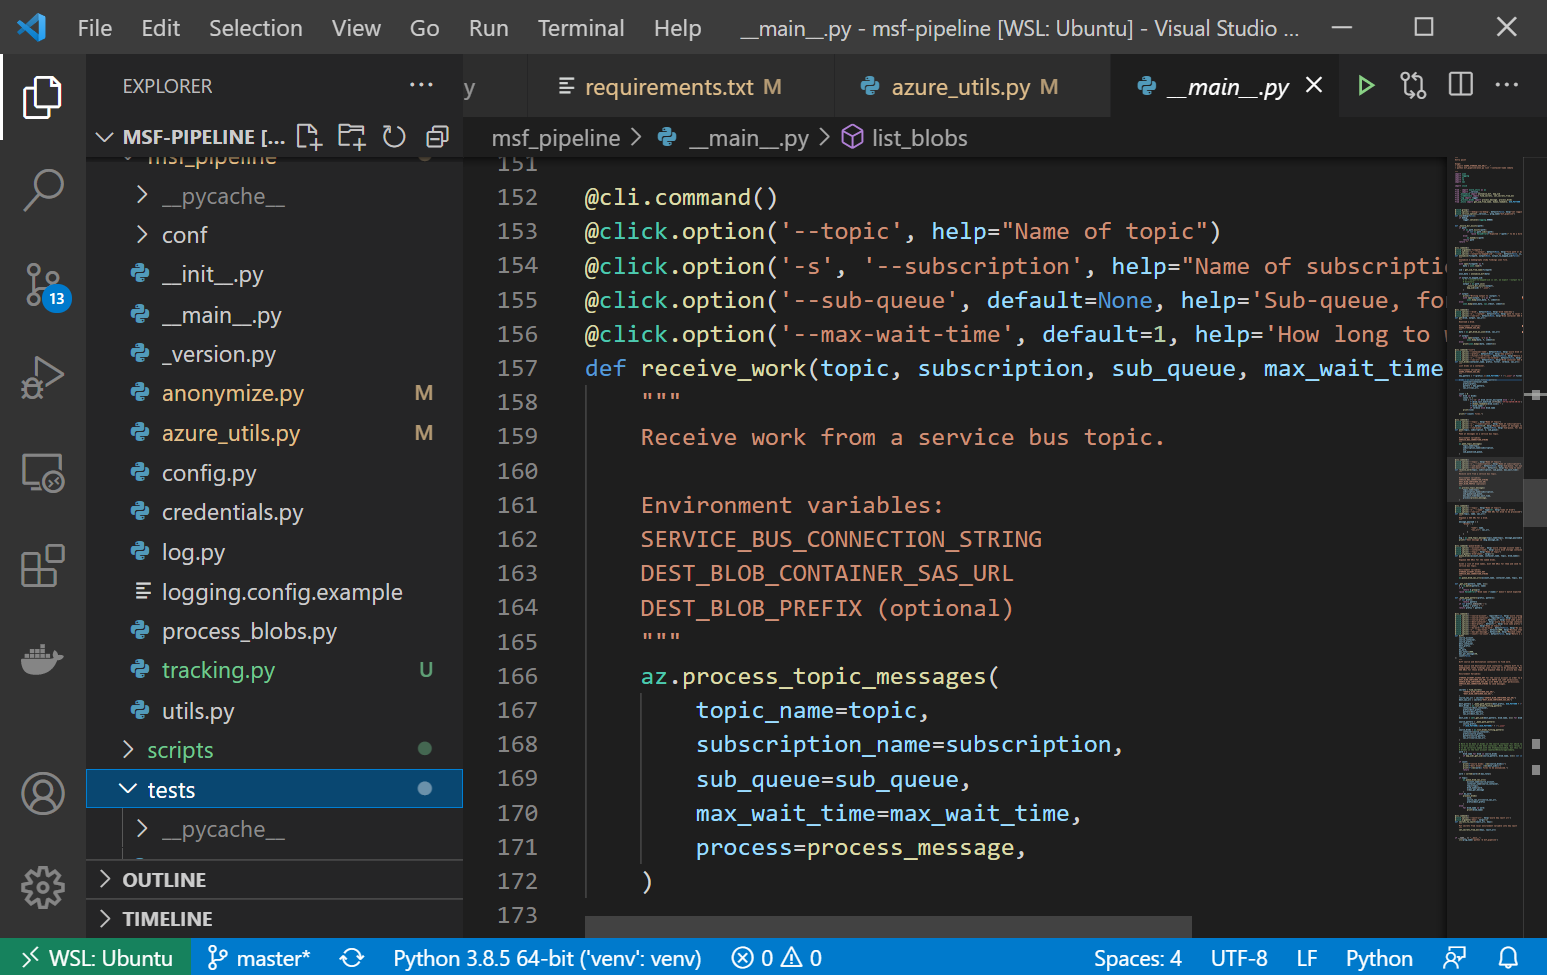 File Edit Selection View Go Run Terminal Help __main__.py - msf-pipeline [WSL: Ubuntu] - Visual Studio ...
EXPLORER
y requirements.txt M azure_utils.py M __main__.py
MSF-PIPELINE [...
msf_pipeline > __main__.py > list_blobs
msf_pipeline
__pycache__
conf
__init__.py
__main__.py
_version.py
anonymize.py M
azure_utils.py M
config.py
credentials.py
log.py
logging.config.example
process_blobs.py
tracking.py U
utils.py
scripts
tests
__pycache__
OUTLINE
TIMELINE
13
151
152 @cli.command()
153 @click.option('--topic', help="Name of topic")
154 @click.option('-s', '--subscription', help="Name of subscripti
155 @click.option('--sub-queue', default=None, help='Sub-queue, fo
156 @click.option('--max-wait-time', default=1, help='How long to w
157 def receive_work(topic, subscription, sub_queue, max_wait_time
158 """
159 Receive work from a service bus topic.
160
161 Environment variables:
162 SERVICE_BUS_CONNECTION_STRING
163 DEST_BLOB_CONTAINER_SAS_URL
164 DEST_BLOB_PREFIX (optional)
165 """
166 az.process_topic_messages(
167 topic_name=topic,
168 subscription_name=subscription,
169 sub_queue=sub_queue,
170 max_wait_time=max_wait_time,
171 process=process_message,
172 )
173
WSL: Ubuntu master* Python 3.8.5 64-bit ('venv': venv) 0 0 Spaces: 4 UTF-8 LF Python